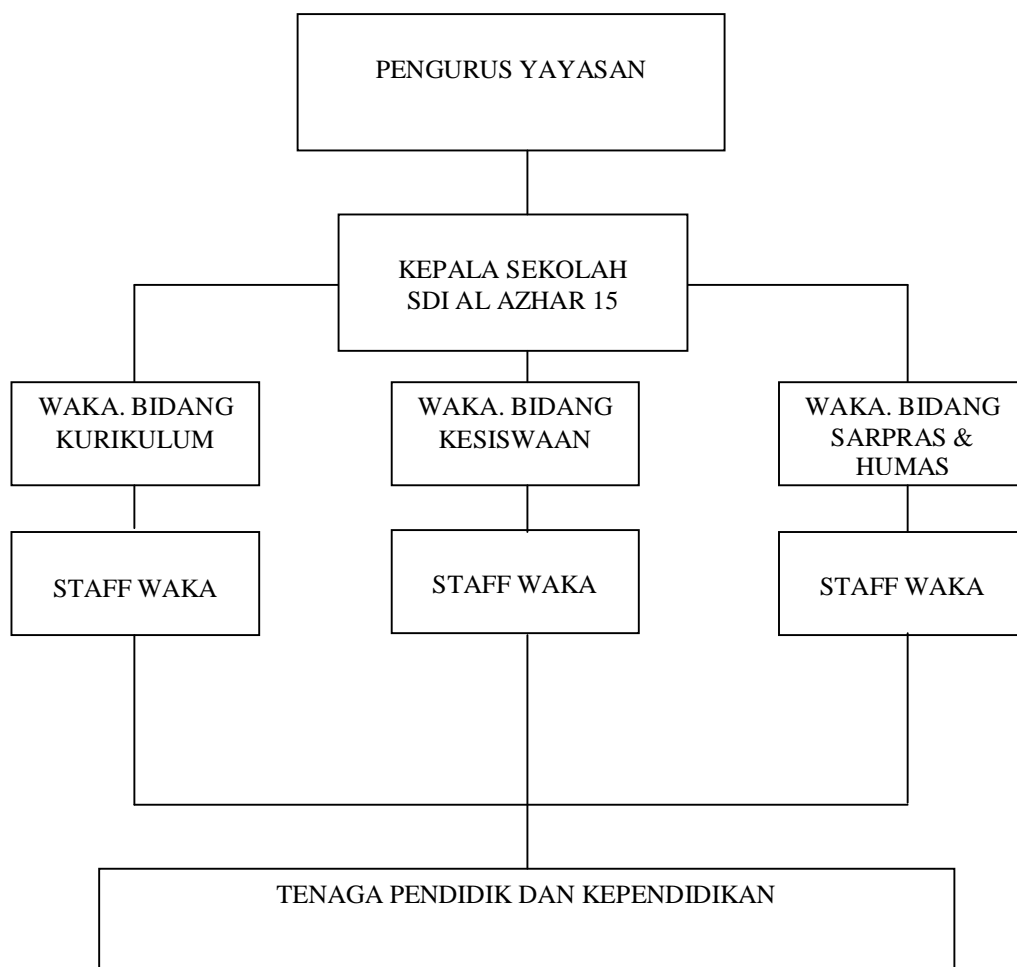 PENGURUS YAYASAN
KEPALA SEKOLAH
SDI AL AZHAR 15
WAKA. BIDANG
KURIKULUM
WAKA. BIDANG
KESISWAAN
WAKA. BIDANG
SARPRAS &
HUMAS
STAFF WAKA
STAFF WAKA
STAFF WAKA
TENAGA PENDIDIK DAN KEPENDIDIKAN